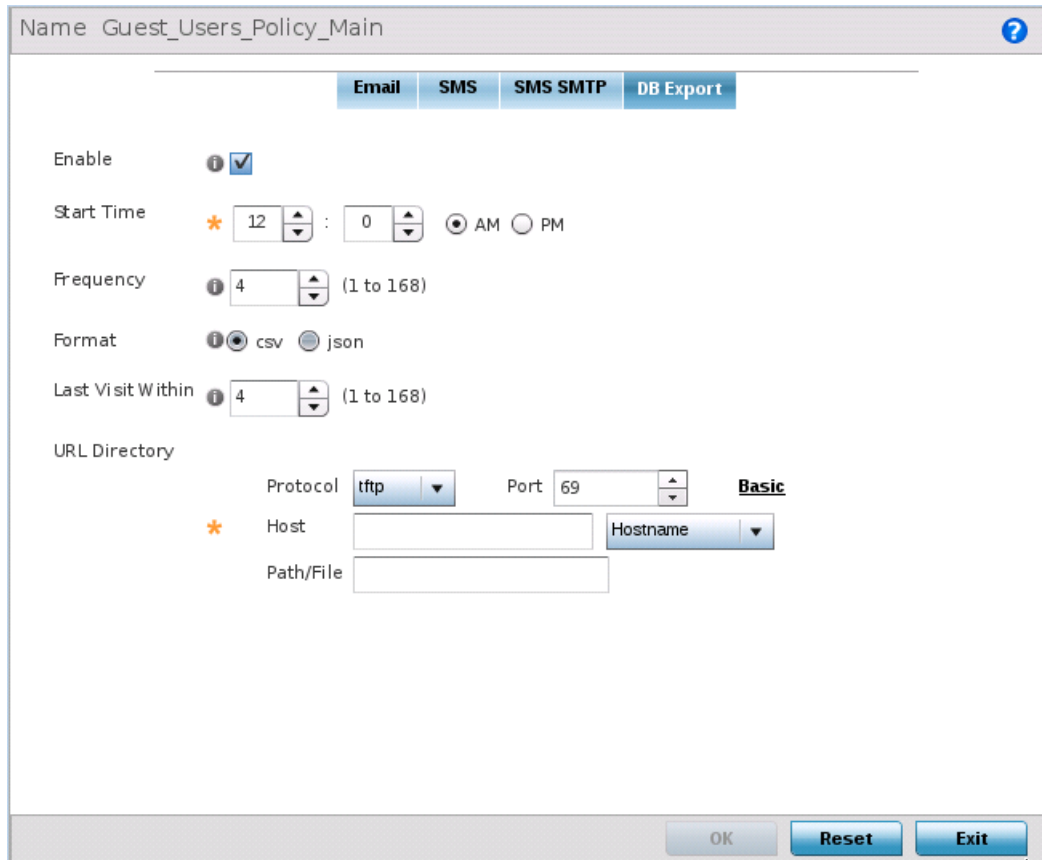 Name Guest_Users_Policy_Main ?
Email SMS SMS SMTP DB Export
Enable
Start Time * 12 : 0 AM PM
Frequency 4 (1 to 168)
Format csv json
Last Visit Within 4 (1 to 168)
URL Directory
Protocol tftp Port 69 Basic
* Host Hostname
Path/File
OK Reset Exit